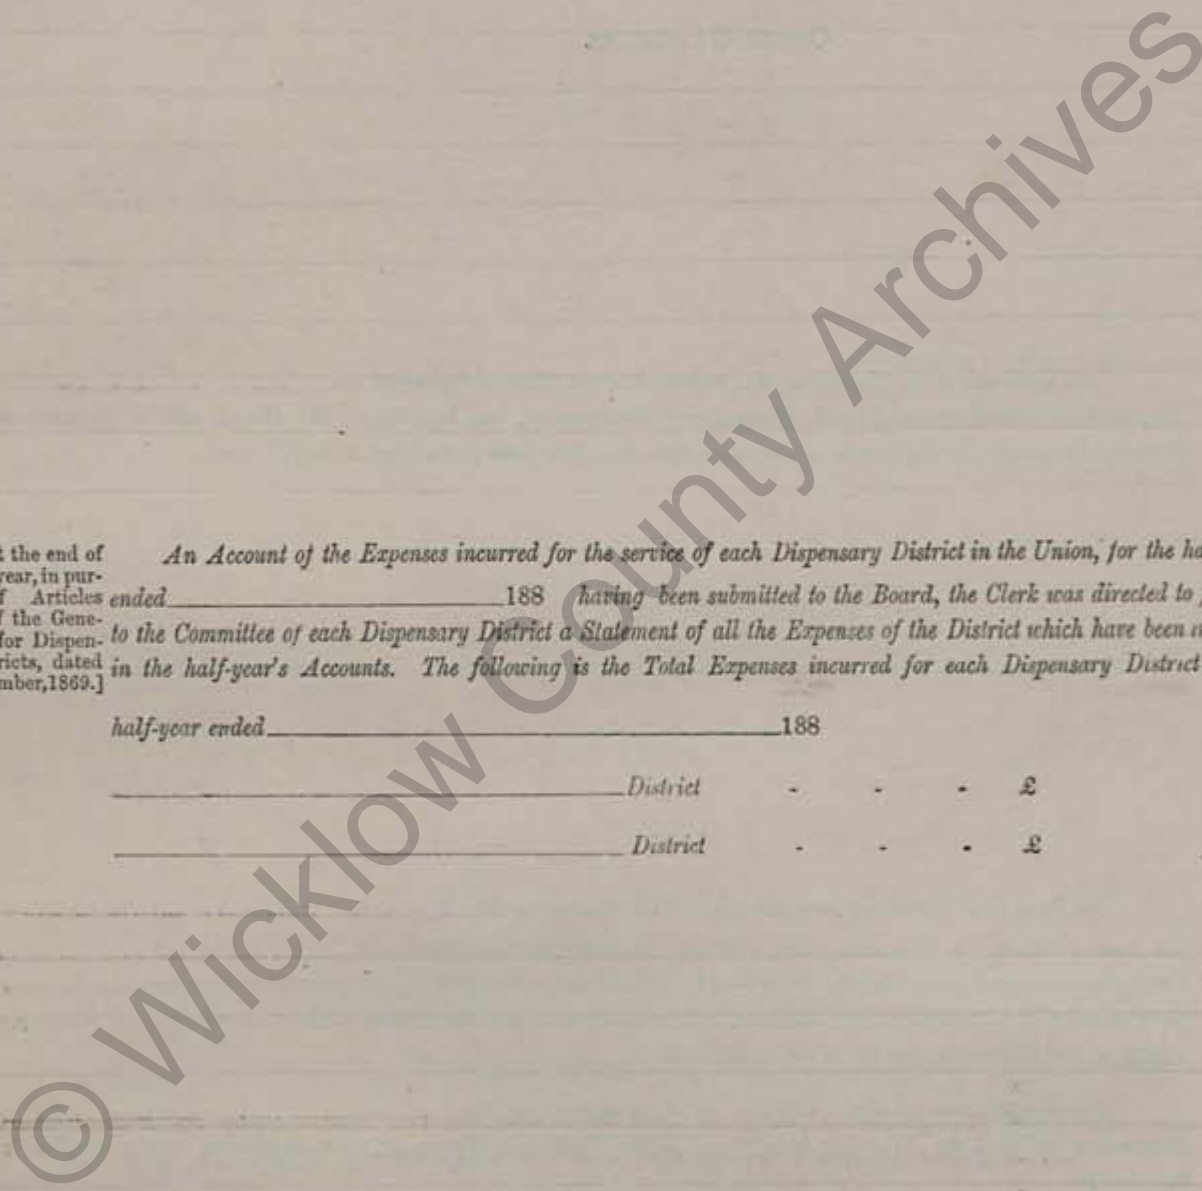 t the end of
year, in pur-
f Articles
f the Gene-
for Dispen-
ricts, dated
mber, 1869.]
An Account of the Expenses incurred for the service of each Dispensary District in the Union, for the ha
ended 188 having been submitted to the Board, the Clerk was directed to
to the Committee of each Dispensary District a Statement of all the Expenses of the District which have been
in the half-year's Accounts. The following is the Total Expenses incurred for each Dispensary District
half-year ended 188
District - - - £
District - - - £
© Wicklow County Archives